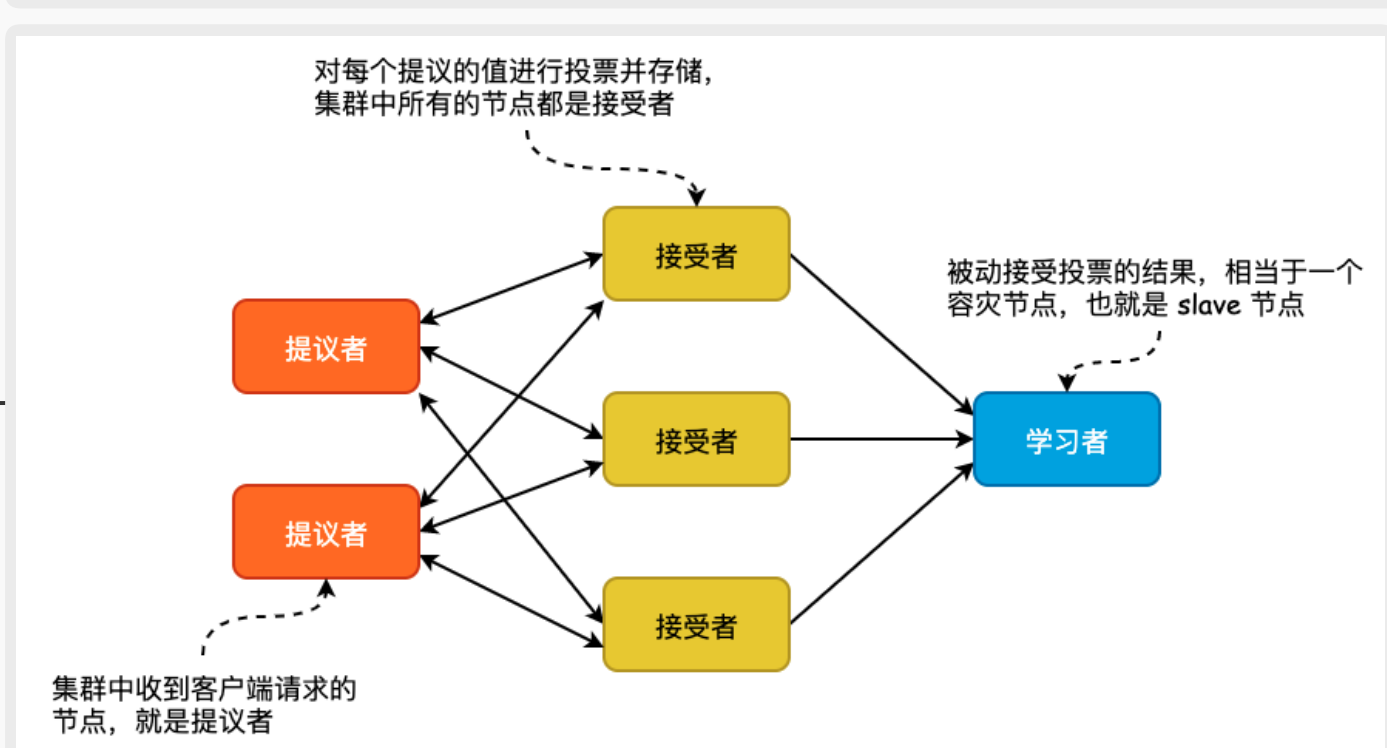 对每个提议的值进行投票并存储，
集群中所有的节点都是接受者
接受者
被动接受投票的结果，相当于一个
容灾节点，也就是 slave 节点
提议者
接受者
学习者
提议者
接受者
集群中收到客户端请求的
节点，就是提议者